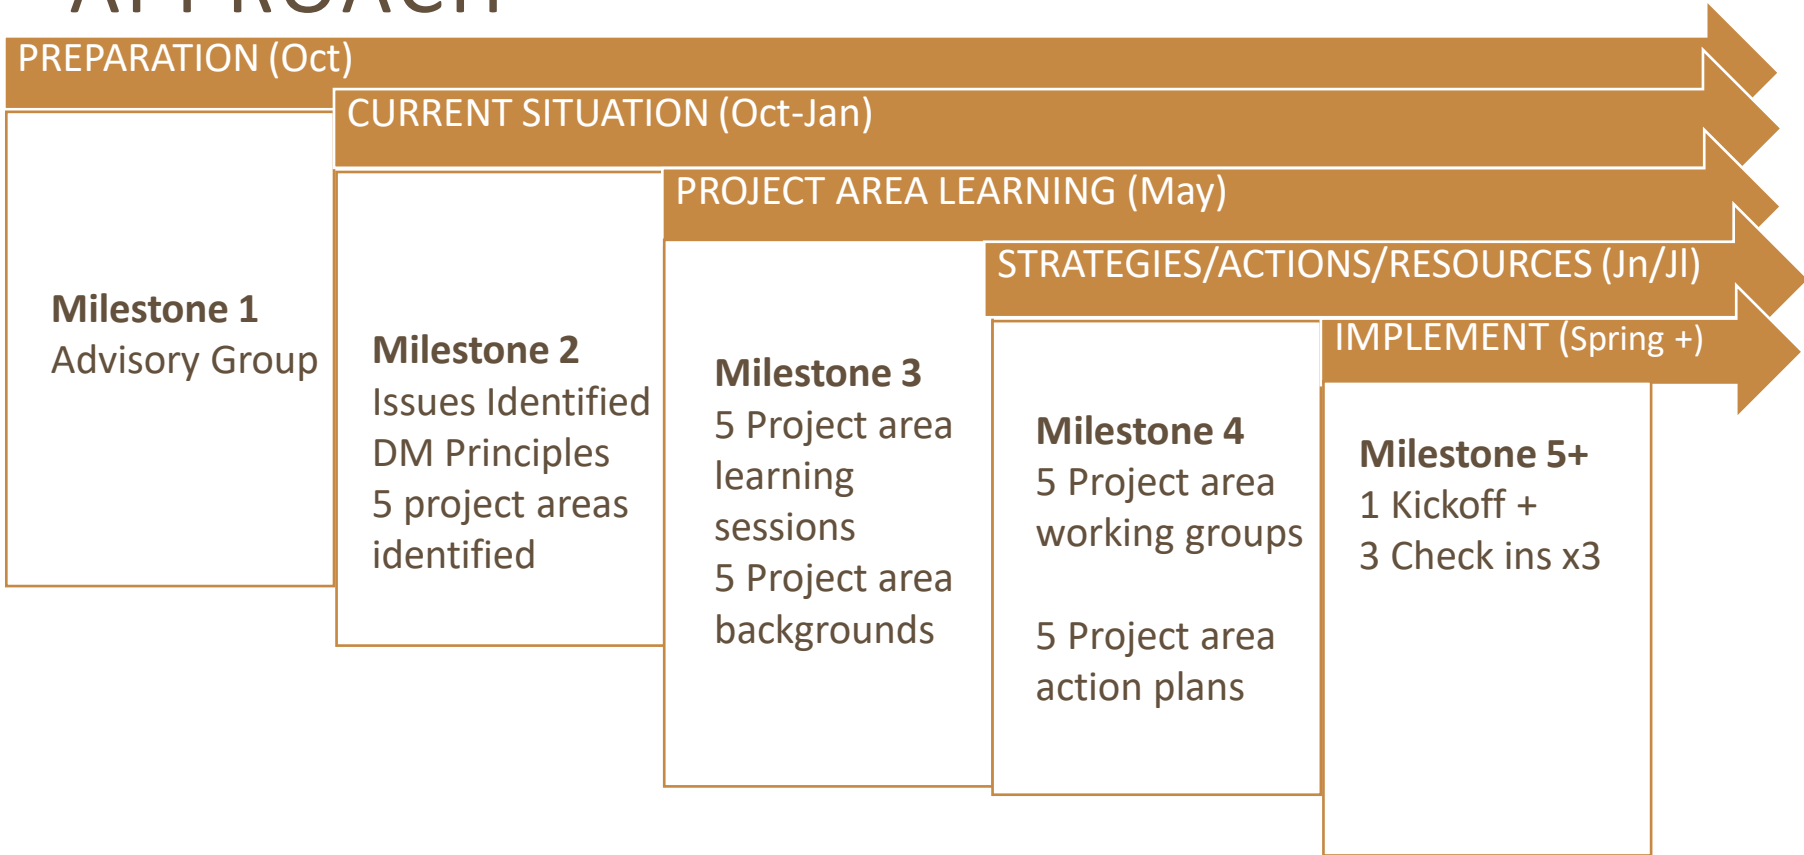 APPROACH
PREPARATION (Oct)
CURRENT SITUATION (Oct-Jan)
PROJECT AREA LEARNING (May)
STRATEGIES/ACTIONS/RESOURCES (Jn/Jl)
IMPLEMENT (Spring +)
Milestone 1
Advisory Group
Milestone 2
Issues Identified
DM Principles
5 project areas
identified
Milestone 3
5 Project area
learning
sessions
5 Project area
backgrounds
Milestone 4
5 Project area
working groups
5 Project area
action plans
Milestone 5+
1 Kickoff +
3 Check ins x3